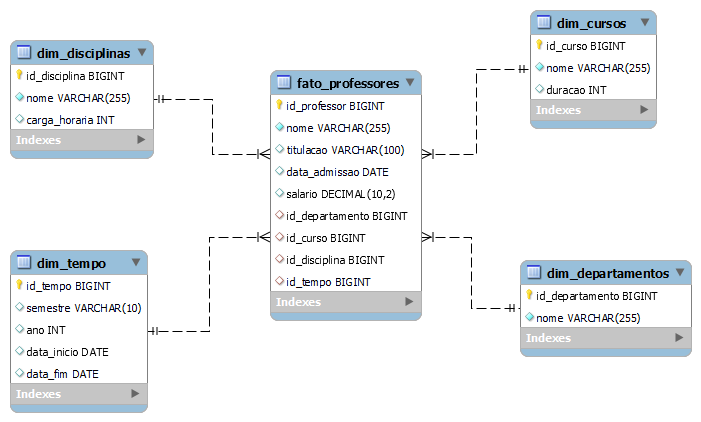 dim_disciplinas
id_disciplina BIGINT
nome VARCHAR(255)
carga_horaria INT
Indexes
fato_professores
id_professor BIGINT
nome VARCHAR(255)
titulacao VARCHAR(100)
data_admissao DATE
salario DECIMAL(10,2)
id_departamento BIGINT
id_curso BIGINT
id_disciplina BIGINT
id_tempo BIGINT
Indexes
dim_cursos
id_curso BIGINT
nome VARCHAR(255)
duracao INT
Indexes
dim_tempo
id_tempo BIGINT
semestre VARCHAR(10)
ano INT
data_inicio DATE
data_fim DATE
Indexes
dim_departamentos
id_departamento BIGINT
nome VARCHAR(255)
Indexes